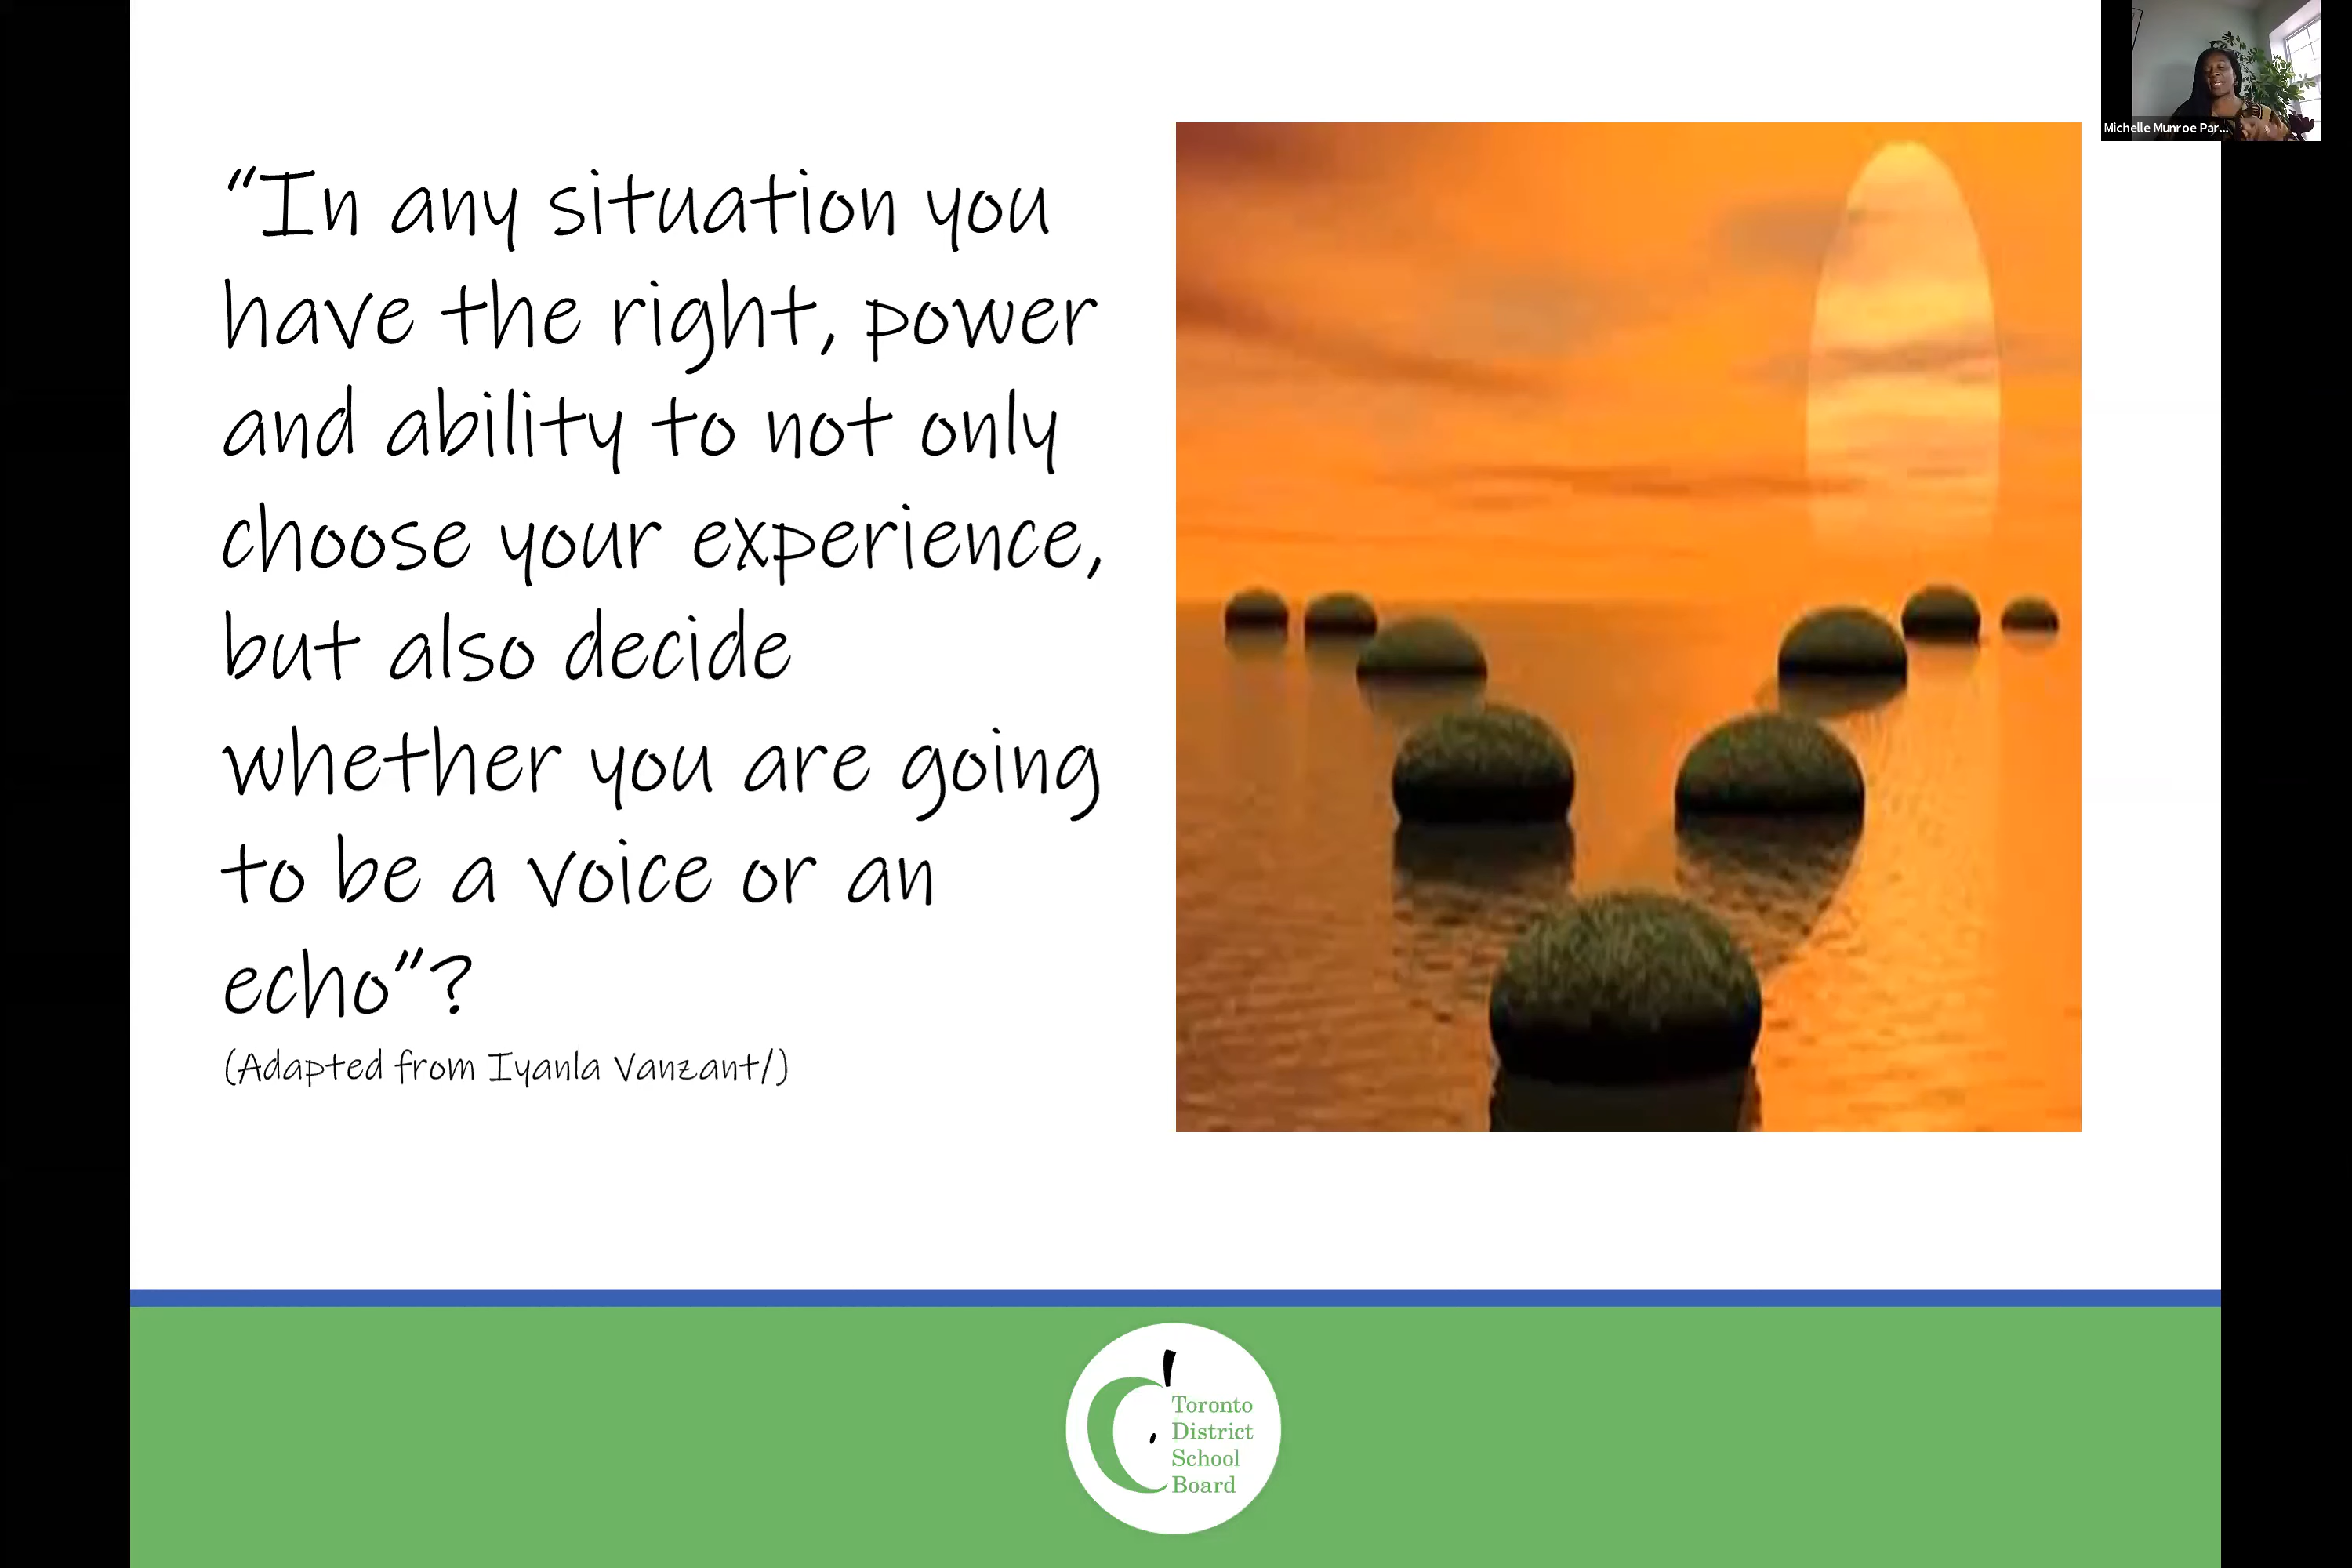 “In any situation you
have the right, power
and ability to not only
choose your experience,
but also decide
whether you are going
to be a voice or an
echo”?
(Adapted from Iyanla Vanzant/)
Michelle Munroe Par...
Toronto
District
School
Board